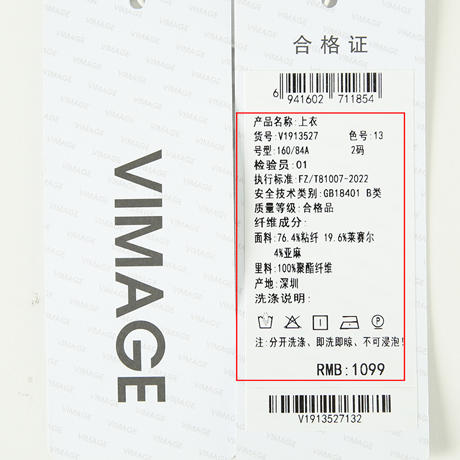 VIMAGE
合格证
6 941602 711854
产品名称:上衣
货号:V1913527 色号:13
号型:160/84A 2码
检验员:01
执行标准:FZ/T81007-2022
安全技术类别:GB18401 B类
质量等级:合格品
纤维成分:
面料:76.4%粘纤 19.6%莱赛尔
4%亚麻
里料:100%聚酯纤维
产地:深圳
洗涤说明:
注:分开洗涤、即洗即晾、不可浸泡!
RMB:1099
V1913527132